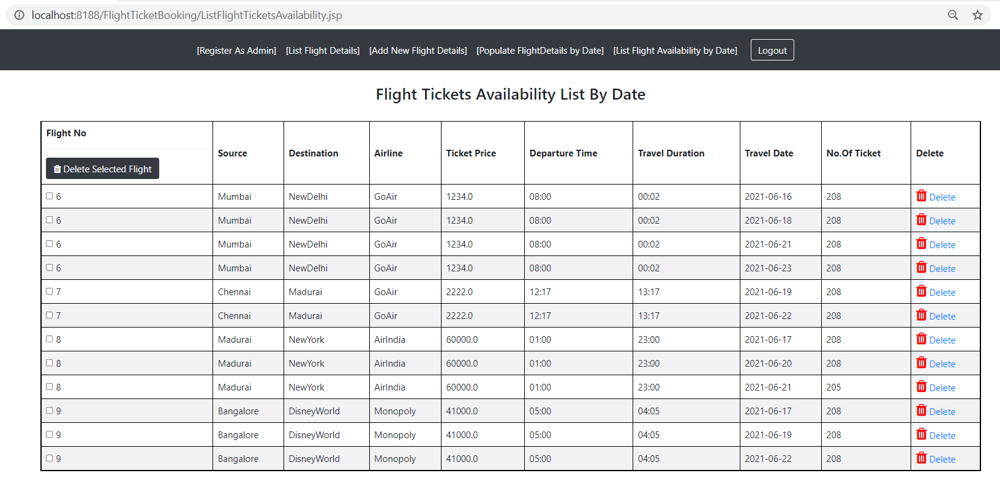 localhost:8188/FlightTicketBooking/ListFlightTicketsAvailability.jsp
[Register As Admin] [List Flight Details] [Add New Flight Details] [Populate FlightDetails by Date] [List Flight Availability by Date] Logout
Flight Tickets Availability List By Date
Flight No
Delete Selected Flight
Source Destination Airline Ticket Price Departure Time Travel Duration Travel Date No.Of Ticket Delete
6 Mumbai NewDelhi GoAir 1234.0 08:00 00:02 2021-06-16 208 Delete
6 Mumbai NewDelhi GoAir 1234.0 08:00 00:02 2021-06-18 208 Delete
6 Mumbai NewDelhi GoAir 1234.0 08:00 00:02 2021-06-21 208 Delete
6 Mumbai NewDelhi GoAir 1234.0 08:00 00:02 2021-06-23 208 Delete
7 Chennai Madurai GoAir 2222.0 12:17 13:17 2021-06-19 208 Delete
7 Chennai Madurai GoAir 2222.0 12:17 13:17 2021-06-22 208 Delete
8 Madurai NewYork AirIndia 60000.0 01:00 23:00 2021-06-17 208 Delete
8 Madurai NewYork AirIndia 60000.0 01:00 23:00 2021-06-20 208 Delete
8 Madurai NewYork AirIndia 60000.0 01:00 23:00 2021-06-21 205 Delete
9 Bangalore DisneyWorld Monopoly 41000.0 05:00 04:05 2021-06-17 208 Delete
9 Bangalore DisneyWorld Monopoly 41000.0 05:00 04:05 2021-06-19 208 Delete
9 Bangalore DisneyWorld Monopoly 41000.0 05:00 04:05 2021-06-22 208 Delete